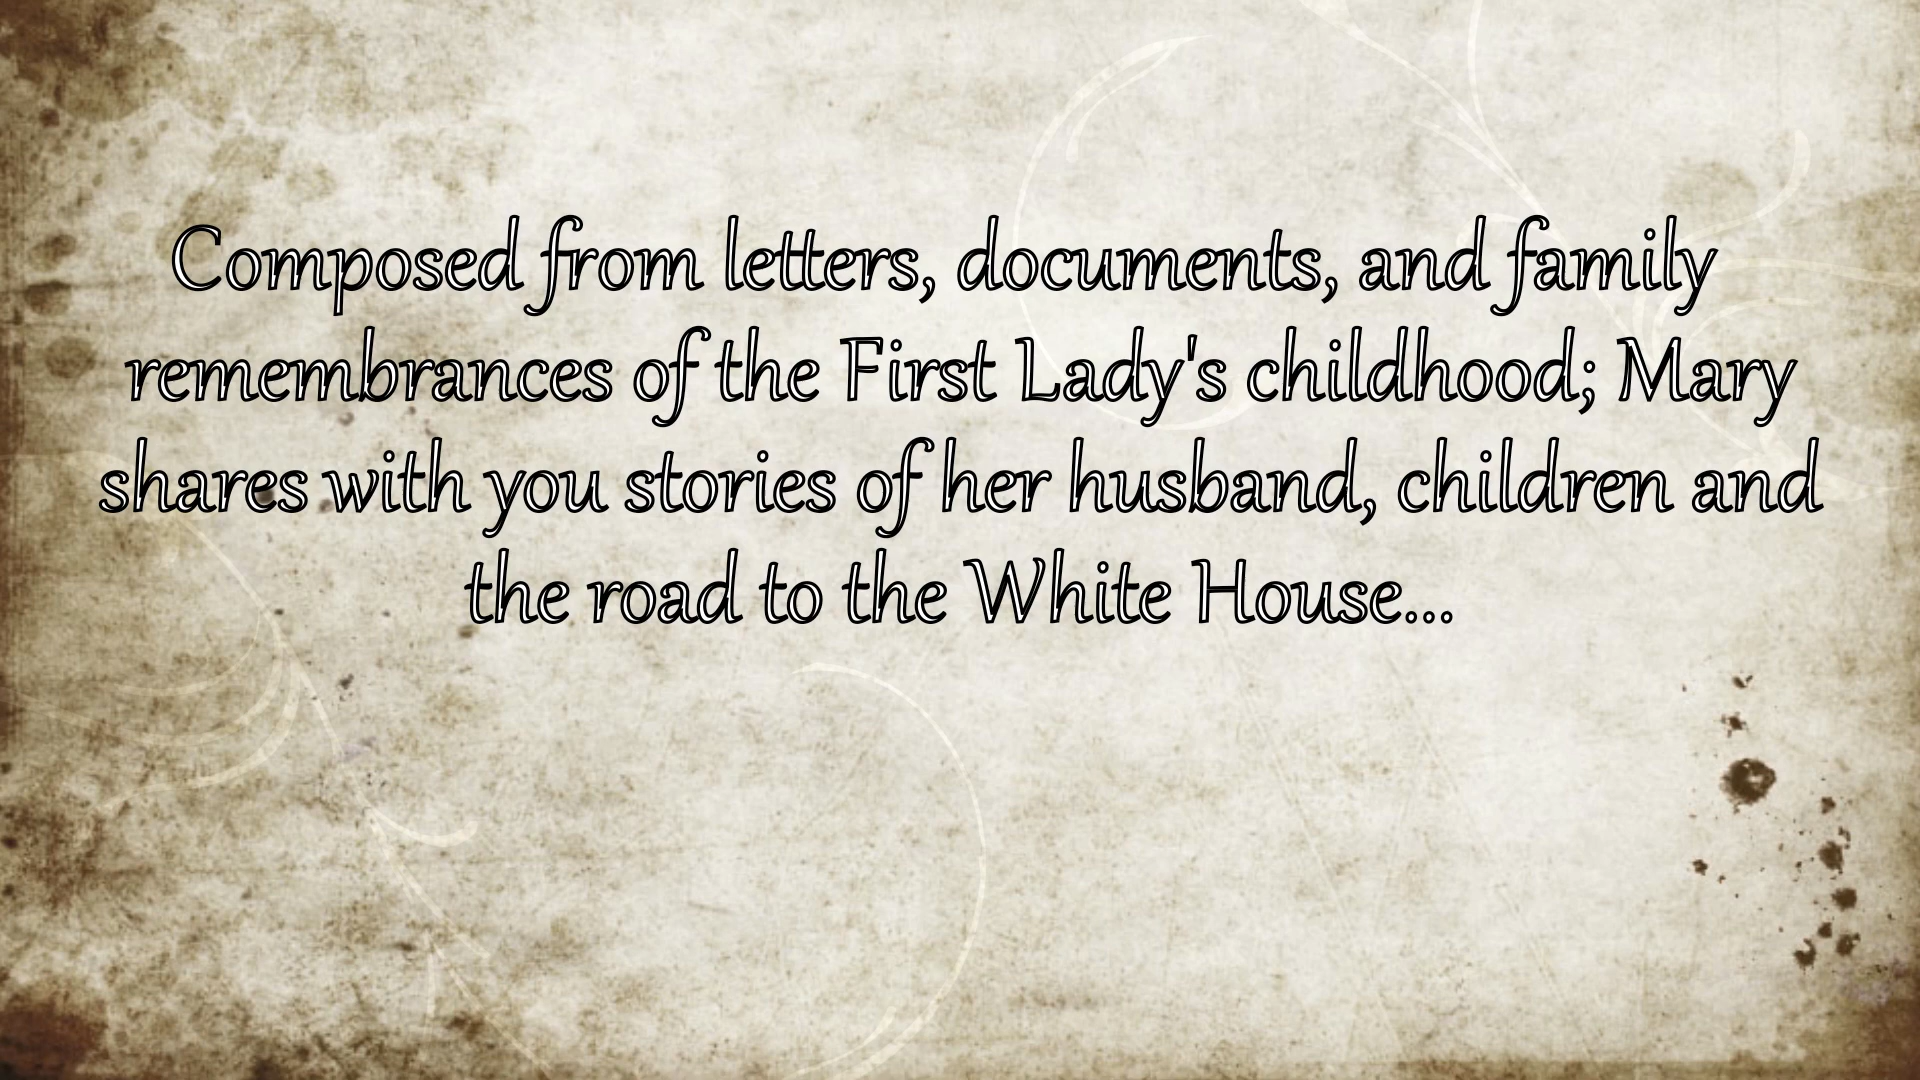 Composed from letters, documents, and family
remembrances of the First Lady's childhood; Mary
shares with you stories of her husband, children and
the road to the White House...